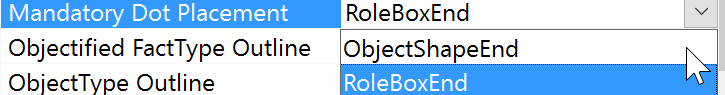 Mandatory Dot Placement RoleBoxEnd
Objectified FactType Outline ObjectShapeEnd
ObjectType Outline RoleBoxEnd